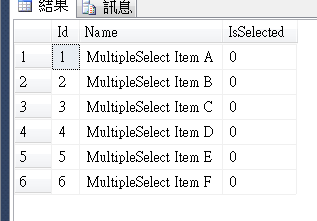 結果 訊息
Id Name IsSelected
1 1 MultipleSelect Item A 0
2 2 MultipleSelect Item B 0
3 3 MultipleSelect Item C 0
4 4 MultipleSelect Item D 0
5 5 MultipleSelect Item E 0
6 6 MultipleSelect Item F 0